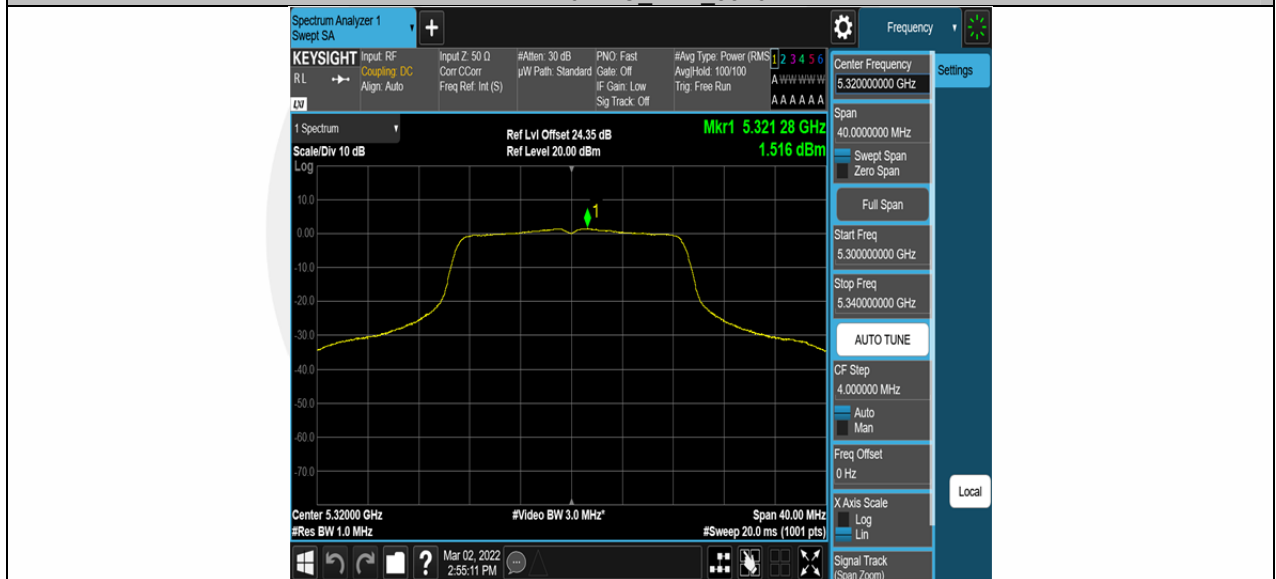 Spectrum Analyzer 1
Swept SA
+
Frequency
KEYSIGHT
RL
LXI
Input: RF
Coupling: DC
Align: Auto
Input Z: 50 Ω
Corr CCorr
Freq Ref: Int (S)
#Atten: 30 dB
µW Path: Standard
PNO: Fast
Gate: Off
IF Gain: Low
Sig Track: Off
#Avg Type: Power (RMS
Avg|Hold: 100/100
Trig: Free Run
1 2 3 4 5 6
A W W W W W
A A A A A A
1 Spectrum
Scale/Div 10 dB
Log
Ref Lvl Offset 24.35 dB
Ref Level 20.00 dBm
Mkr1 5.321 28 GHz
1.516 dBm
1
10.0
0.00
-10.0
-20.0
-30.0
-40.0
-50.0
-60.0
-70.0
Center 5.32000 GHz
#Res BW 1.0 MHz
#Video BW 3.0 MHz*
Span 40.00 MHz
#Sweep 20.0 ms (1001 pts)
?
Mar 02, 2022
2:55:11 PM
Center Frequency
5.320000000 GHz
Settings
Span
40.0000000 MHz
Swept Span
Zero Span
Full Span
Start Freq
5.300000000 GHz
Stop Freq
5.340000000 GHz
AUTO TUNE
CF Step
4.000000 MHz
Auto
Man
Freq Offset
0 Hz
X Axis Scale
Log
Lin
Local
Signal Track
(Span Zoom)